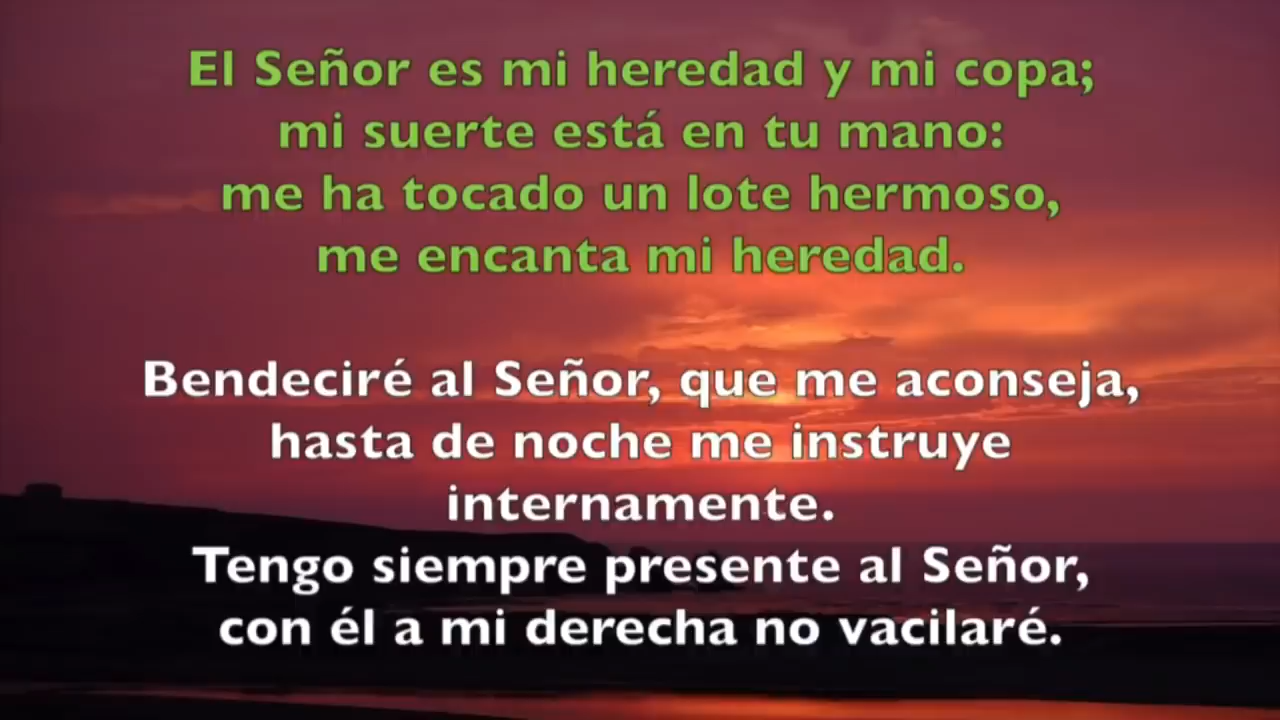 El Señor es mi heredad y mi copa;
mi suerte está en tu mano:
me ha tocado un lote hermoso,
me encanta mi heredad.
Bendeciré al Señor, que me aconseja,
hasta de noche me instruye
internamente.
Tengo siempre presente al Señor,
con él a mi derecha no vacilaré.